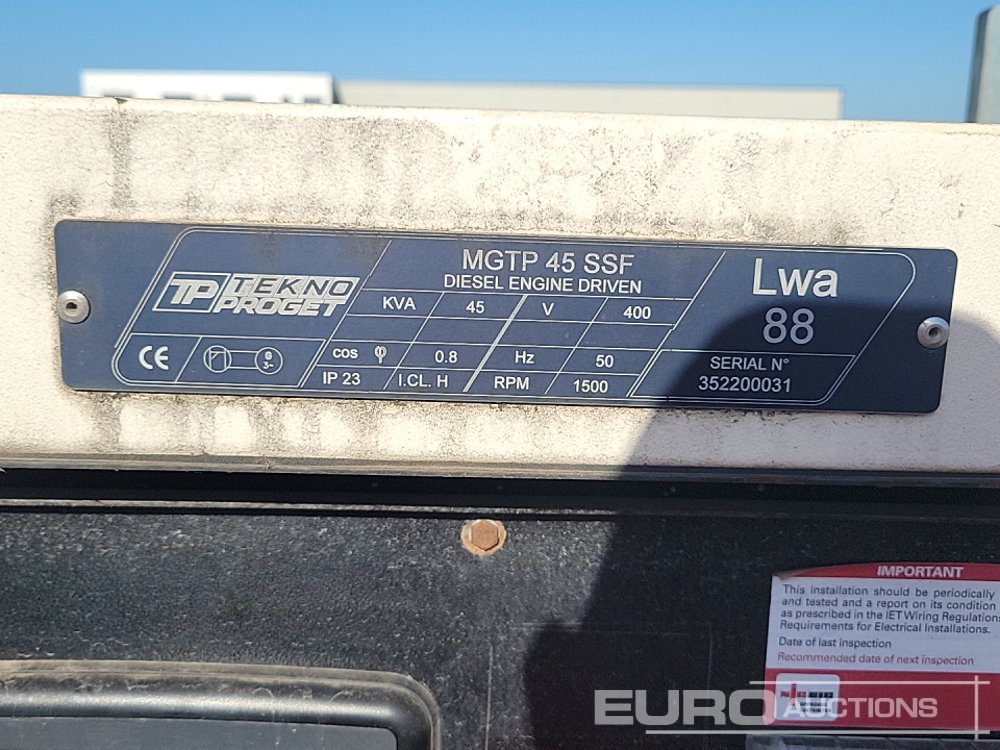 TP TEKNO
PROGET
CE
G
3~
MGTP 45 SSF
DIESEL ENGINE DRIVEN
KVA 45 V 400
cos φ 0.8 Hz 50
IP 23 I.CL. H RPM 1500
Lwa
88
SERIAL N°
352200031
IMPORTANT
This installation should be periodically
and tested and a report on its condition
as prescribed in the IET Wiring Regulations
Requirements for Electrical Installations.
Date of last inspection
Recommended date of next inspection
EURO AUCTIONS